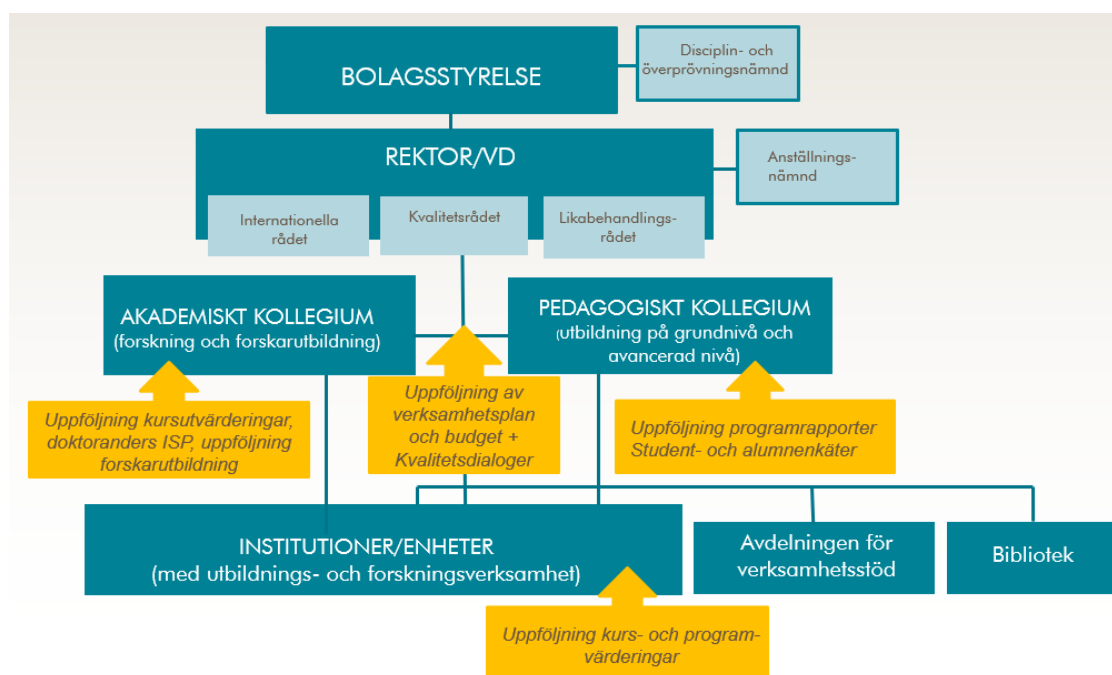 BOLAGSSTYRELSE
Disciplin- och
överprövningsnämnd
REKTOR/VD
Anställnings-
nämnd
Internationella
rådet
Kvalitetsrådet
Likabehandlings-
rådet
AKADEMISKT KOLLEGIUM
(forskning och forskarutbildning)
PEDAGOGISKT KOLLEGIUM
(utbildning på grundnivå och
avancerad nivå)
Uppföljning kursutvärderingar,
doktoranders ISP, uppföljning
forskarutbildning
Uppföljning av
verksamhetsplan
och budget +
Kvalitetsdialoger
Uppföljning programrapporter
Student- och alumnenkäter
INSTITUTIONER/ENHETER
(med utbildnings- och forskningsverksamhet)
Avdelningen för
verksamhetsstöd
Bibliotek
Uppföljning kurs- och program-
värderingar